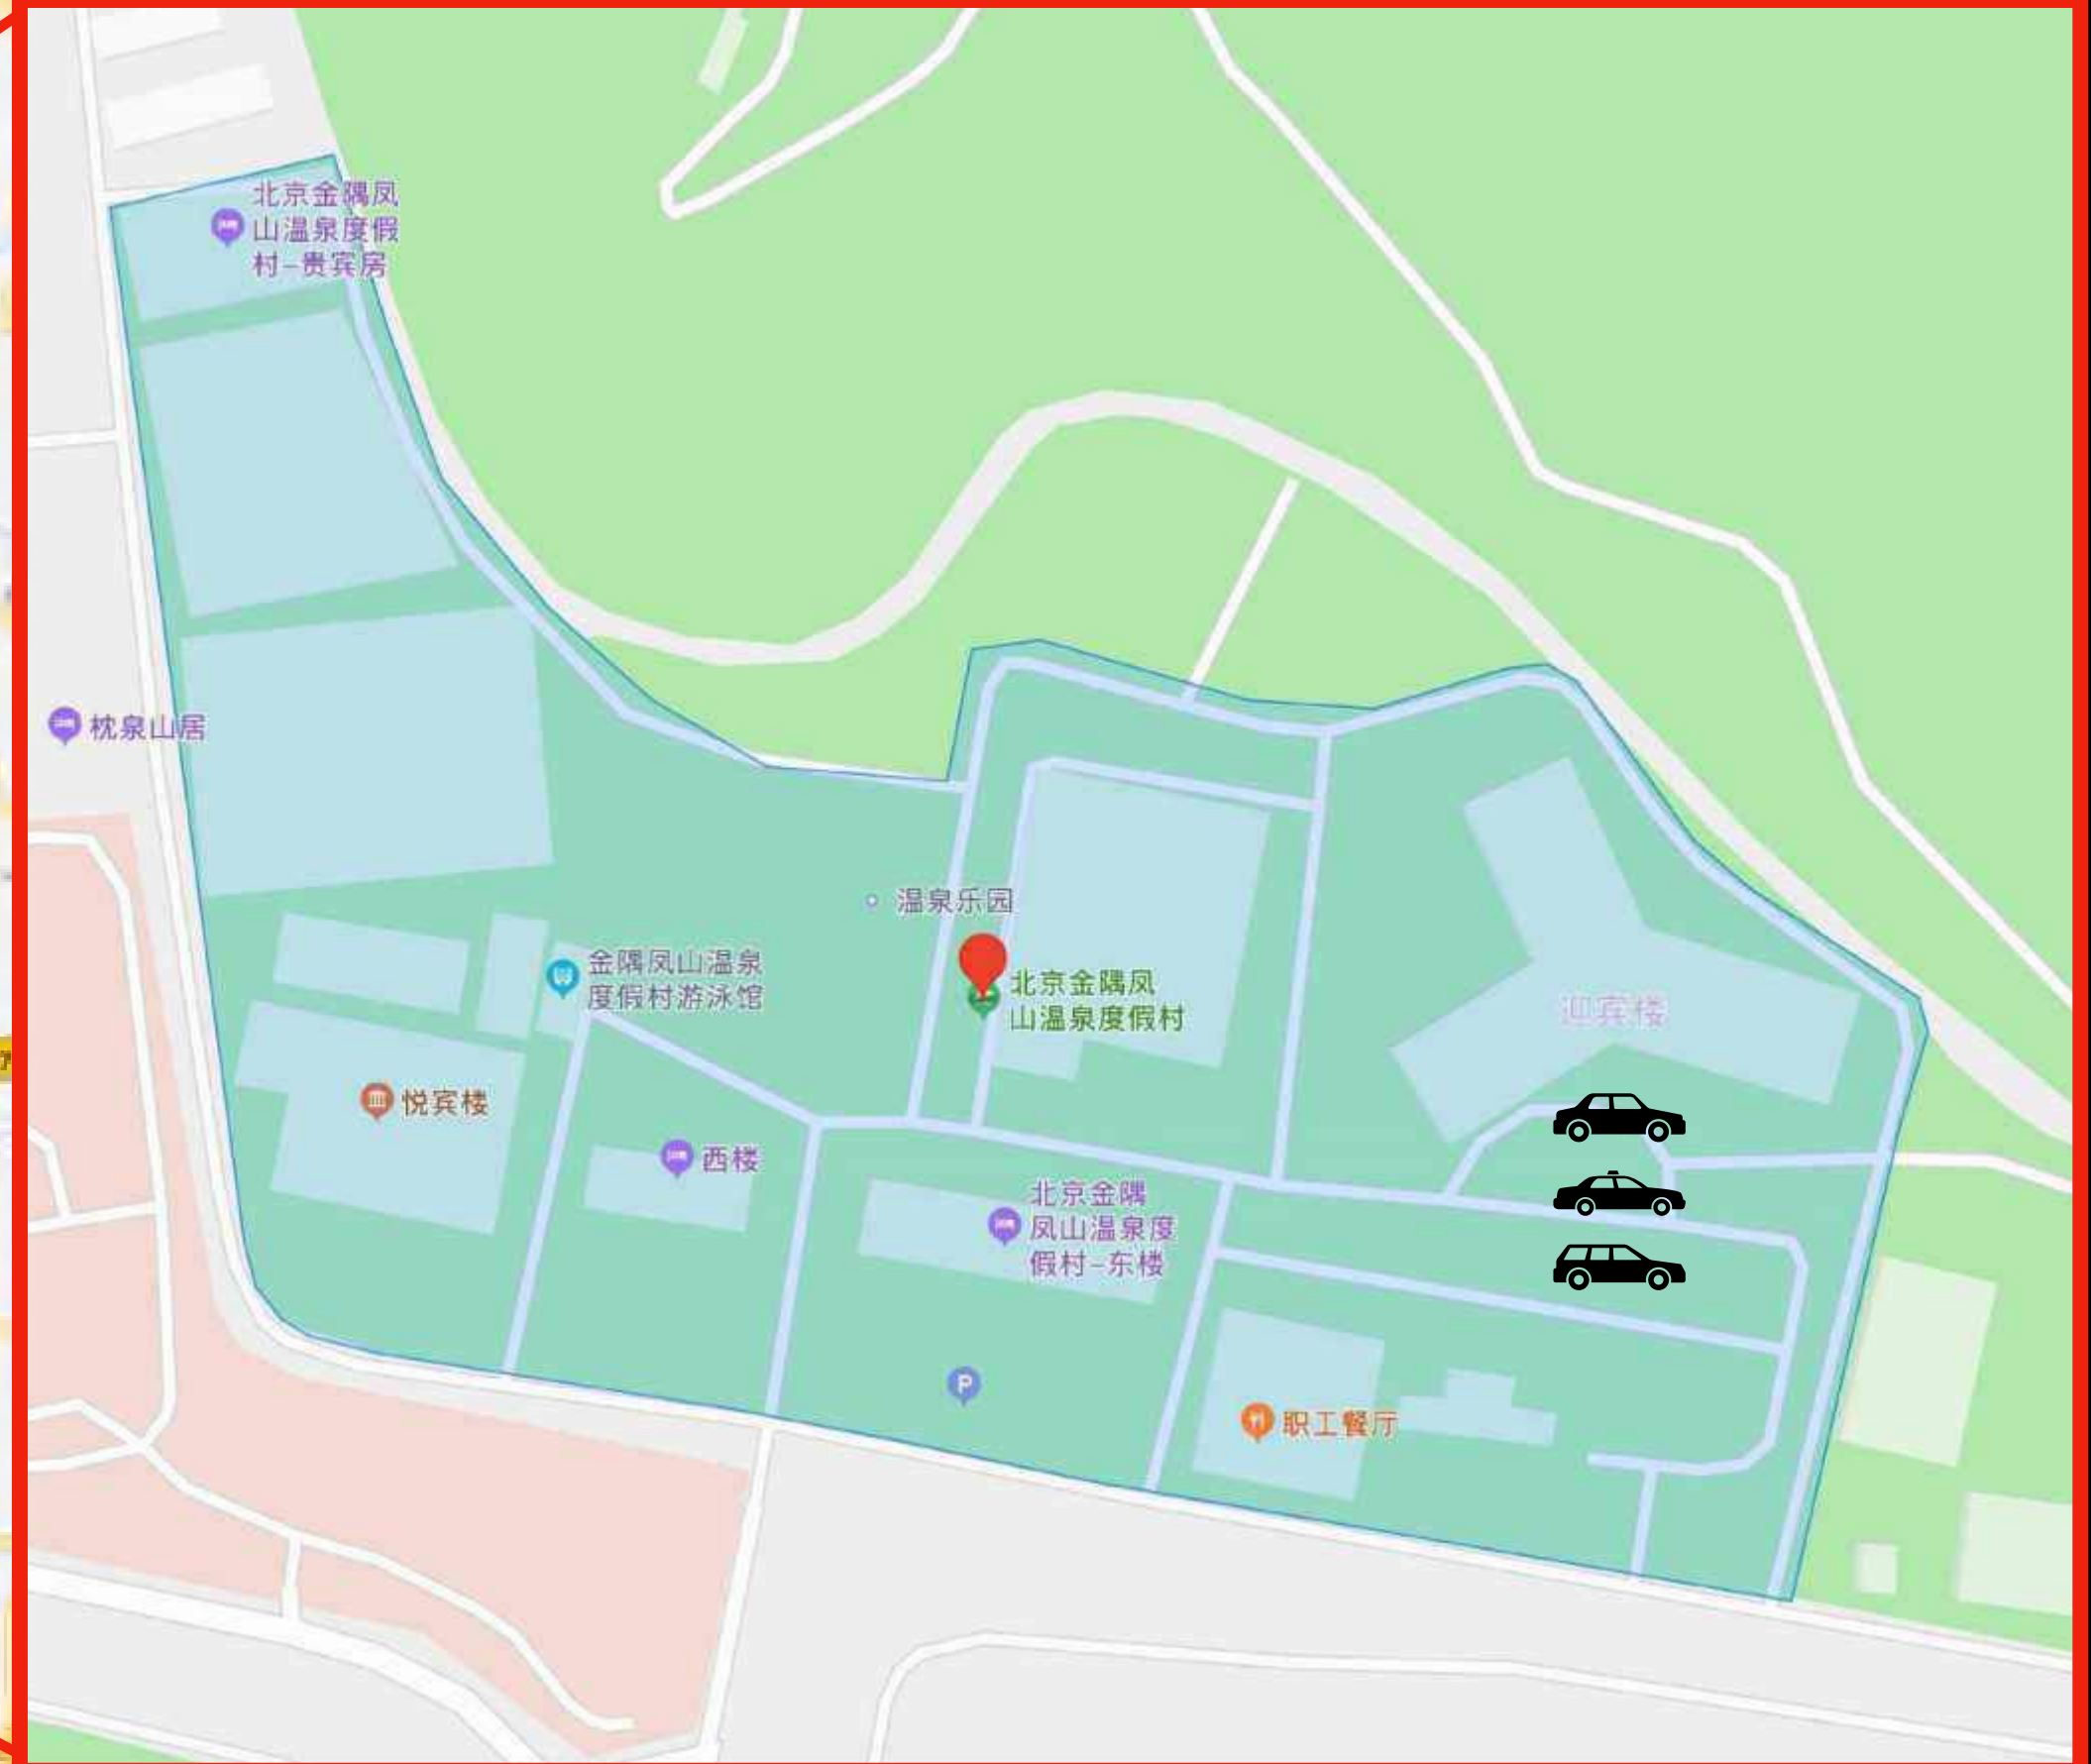 北京金隅凤
山温泉度假
村-贵宾房
枕泉山居
温泉乐园
金隅凤山温泉
度假村游泳馆
北京金隅凤
山温泉度假村
迎宾楼
悦宾楼
西楼
北京金隅
凤山温泉度
假村-东楼
P
职工餐厅